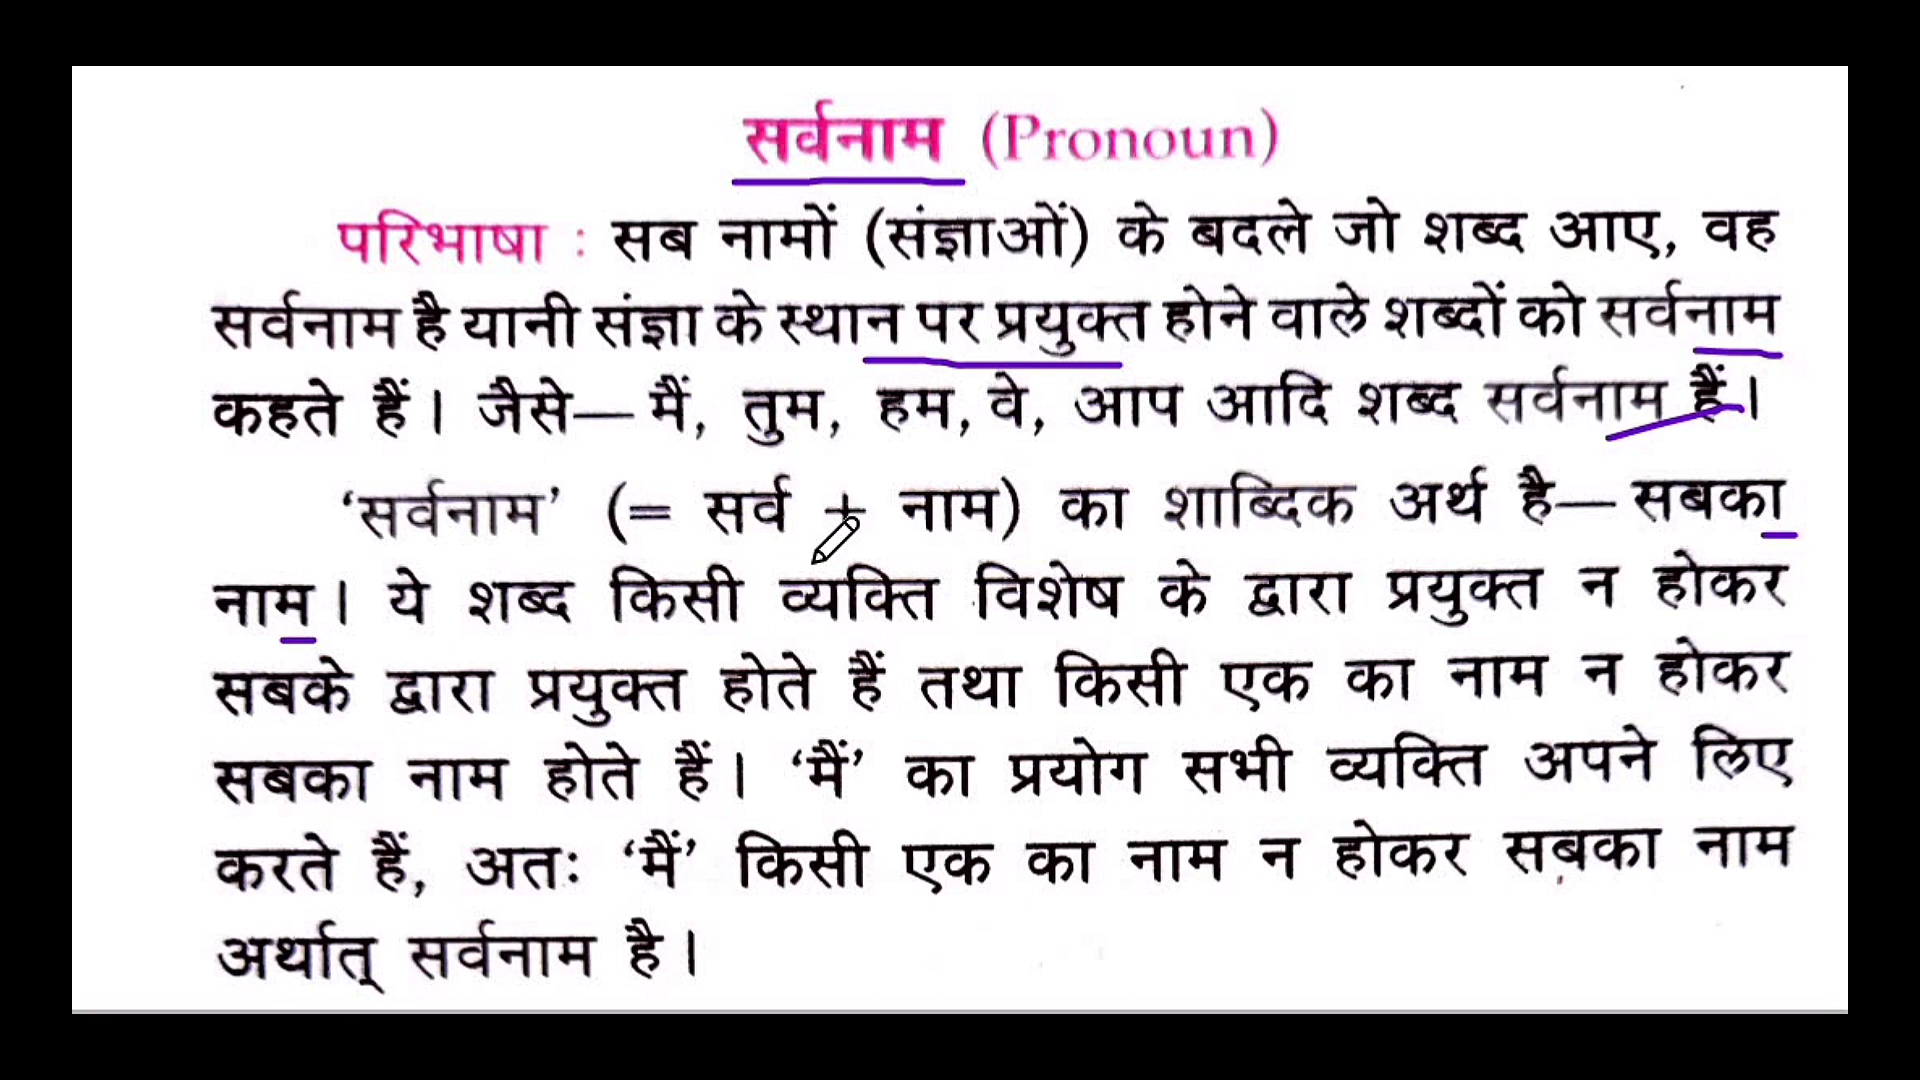 सर्वनाम (Pronoun)
परिभाषा : सब नामों (संज्ञाओं) के बदले जो शब्द आए, वह
सर्वनाम है यानी संज्ञा के स्थान पर प्रयुक्त होने वाले शब्दों को सर्वनाम
कहते हैं। जैसे— मैं, तुम, हम, वे, आप आदि शब्द सर्वनाम हैं।
‘सर्वनाम’ (= सर्व + नाम) का शाब्दिक अर्थ है— सबका
नाम। ये शब्द किसी व्यक्ति विशेष के द्वारा प्रयुक्त न होकर
सबके द्वारा प्रयुक्त होते हैं तथा किसी एक का नाम न होकर
सबका नाम होते हैं। ‘मैं’ का प्रयोग सभी व्यक्ति अपने लिए
करते हैं, अतः ‘मैं’ किसी एक का नाम न होकर सबका नाम
अर्थात् सर्वनाम है।